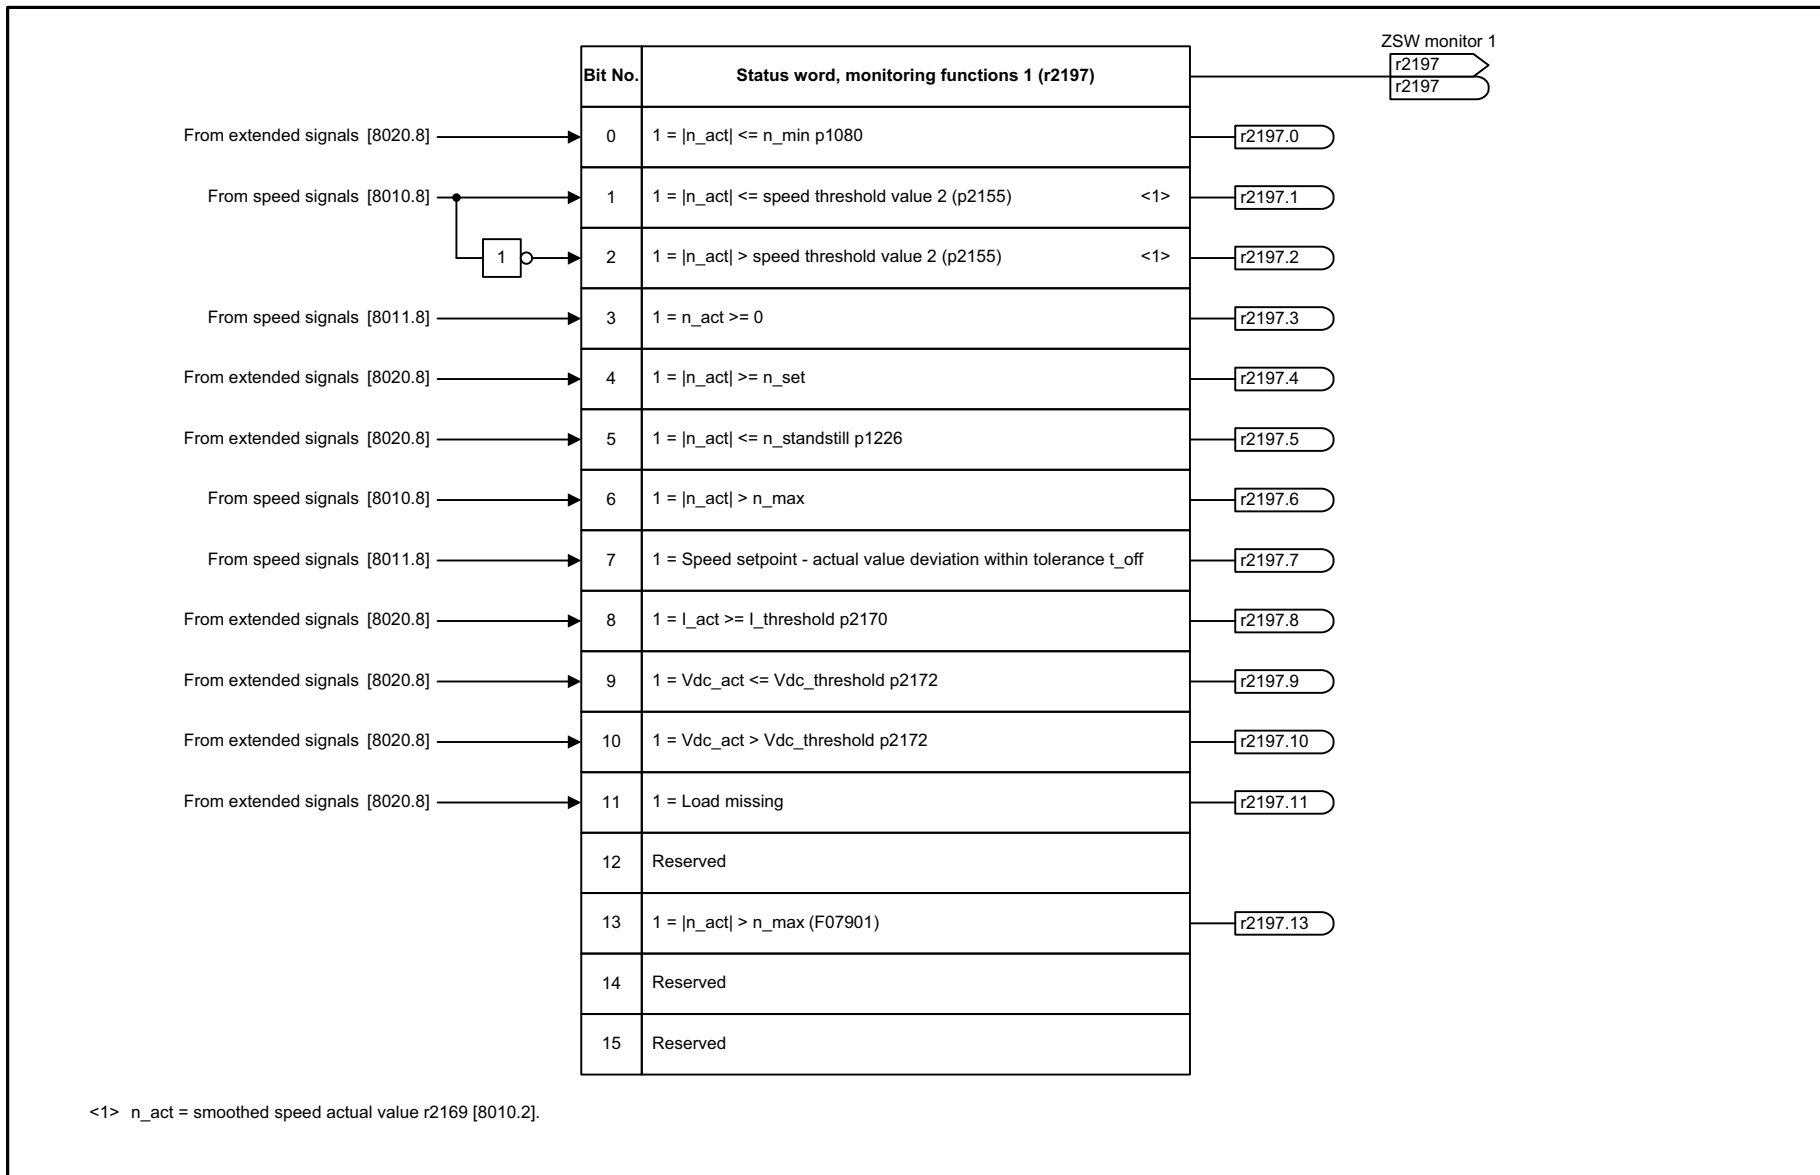 ZSW monitor 1
Bit No. Status word, monitoring functions 1 (r2197) r2197
r2197
From extended signals [8020.8] 0 1 = |n_act| <= n_min p1080 r2197.0
From speed signals [8010.8] 1 1 = |n_act| <= speed threshold value 2 (p2155) <1> r2197.1
1 2 1 = |n_act| > speed threshold value 2 (p2155) <1> r2197.2
From speed signals [8011.8] 3 1 = n_act >= 0 r2197.3
From extended signals [8020.8] 4 1 = |n_act| >= n_set r2197.4
From extended signals [8020.8] 5 1 = |n_act| <= n_standstill p1226 r2197.5
From speed signals [8010.8] 6 1 = |n_act| > n_max r2197.6
From speed signals [8011.8] 7 1 = Speed setpoint - actual value deviation within tolerance t_off r2197.7
From extended signals [8020.8] 8 1 = I_act >= I_threshold p2170 r2197.8
From extended signals [8020.8] 9 1 = Vdc_act <= Vdc_threshold p2172 r2197.9
From extended signals [8020.8] 10 1 = Vdc_act > Vdc_threshold p2172 r2197.10
From extended signals [8020.8] 11 1 = Load missing r2197.11
12 Reserved
13 1 = |n_act| > n_max (F07901) r2197.13
14 Reserved
15 Reserved
<1> n_act = smoothed speed actual value r2169 [8010.2].